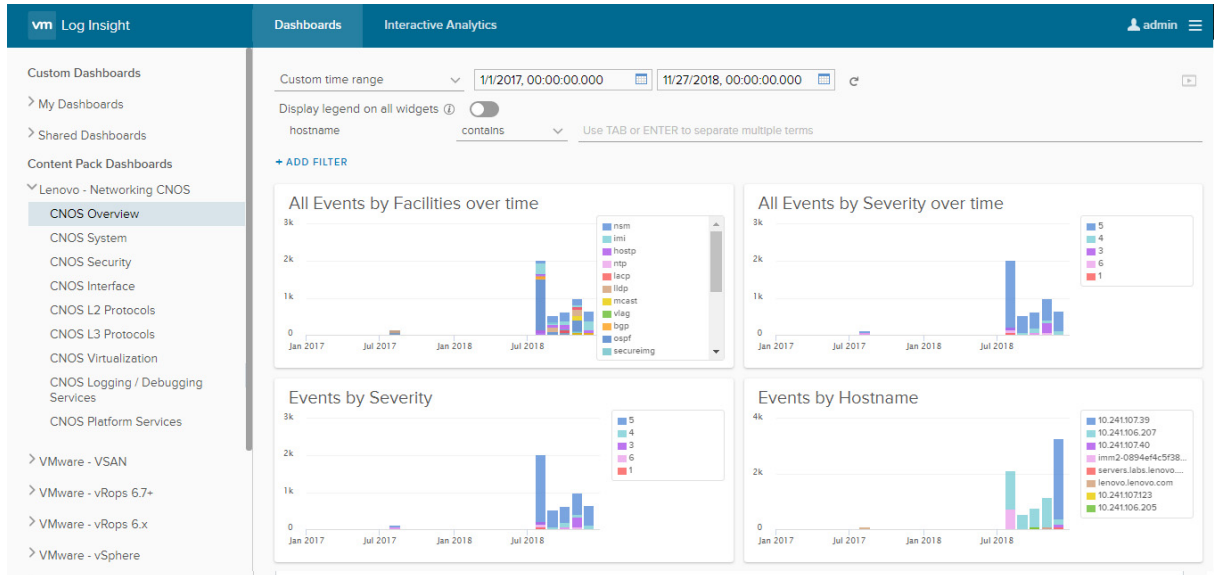 vm Log Insight
Dashboards
Interactive Analytics
admin
Custom Dashboards
My Dashboards
Shared Dashboards
Content Pack Dashboards
Lenovo - Networking CNOS
CNOS Overview
CNOS System
CNOS Security
CNOS Interface
CNOS L2 Protocols
CNOS L3 Protocols
CNOS Virtualization
CNOS Logging / Debugging
Services
CNOS Platform Services
VMware - VSAN
VMware - vRops 6.7+
VMware - vRops 6.x
VMware - vSphere
Custom time range
1/1/2017, 00:00:00.000
11/27/2018, 00:00:00.000
Display legend on all widgets i
hostname
contains
Use TAB or ENTER to separate multiple terms
+ ADD FILTER
All Events by Facilities over time
3k
2k
1k
0
Jan 2017 Jul 2017 Jan 2018 Jul 2018
nsm
imi
hostp
ntp
lacp
lldp
mcast
vlag
bgp
ospf
secureimg
All Events by Severity over time
3k
2k
1k
0
Jan 2017 Jul 2017 Jan 2018 Jul 2018
5
4
3
6
1
Events by Severity
3k
2k
1k
0
Jan 2017 Jul 2017 Jan 2018 Jul 2018
5
4
3
6
1
Events by Hostname
4k
2k
0
Jan 2017 Jul 2017 Jan 2018 Jul 2018
10.241.107.39
10.241.106.207
10.241.107.40
imm2-0894ef4c5f38...
servers.labs.lenovo....
lenovo.lenovo.com
10.241.107.123
10.241.106.205